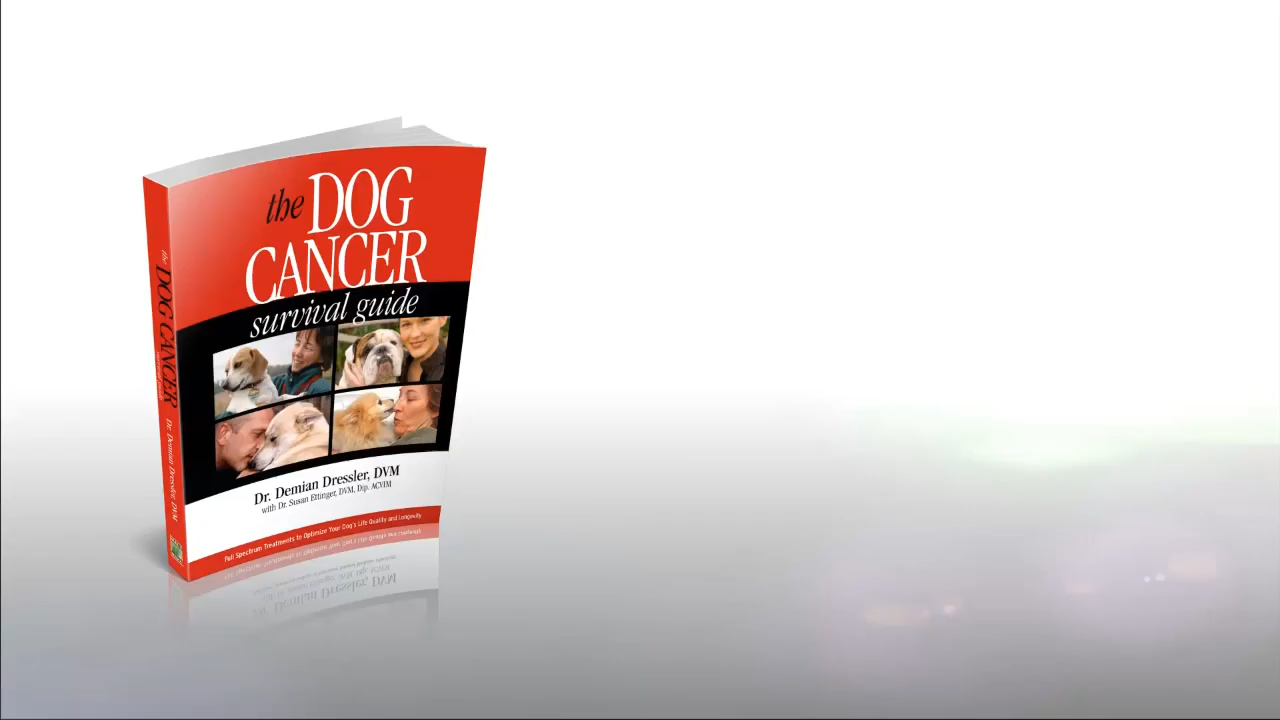 the DOG
CANCER
survival guide
Dr. Demian Dressler, DVM
with Dr. Susan Ettinger, DVM, Dip. ACVIM
Full Spectrum Treatments to Optimize Your Dog's Life Quality and Longevity
the DOG CANCER
Dr. Demian Dressler, DVM